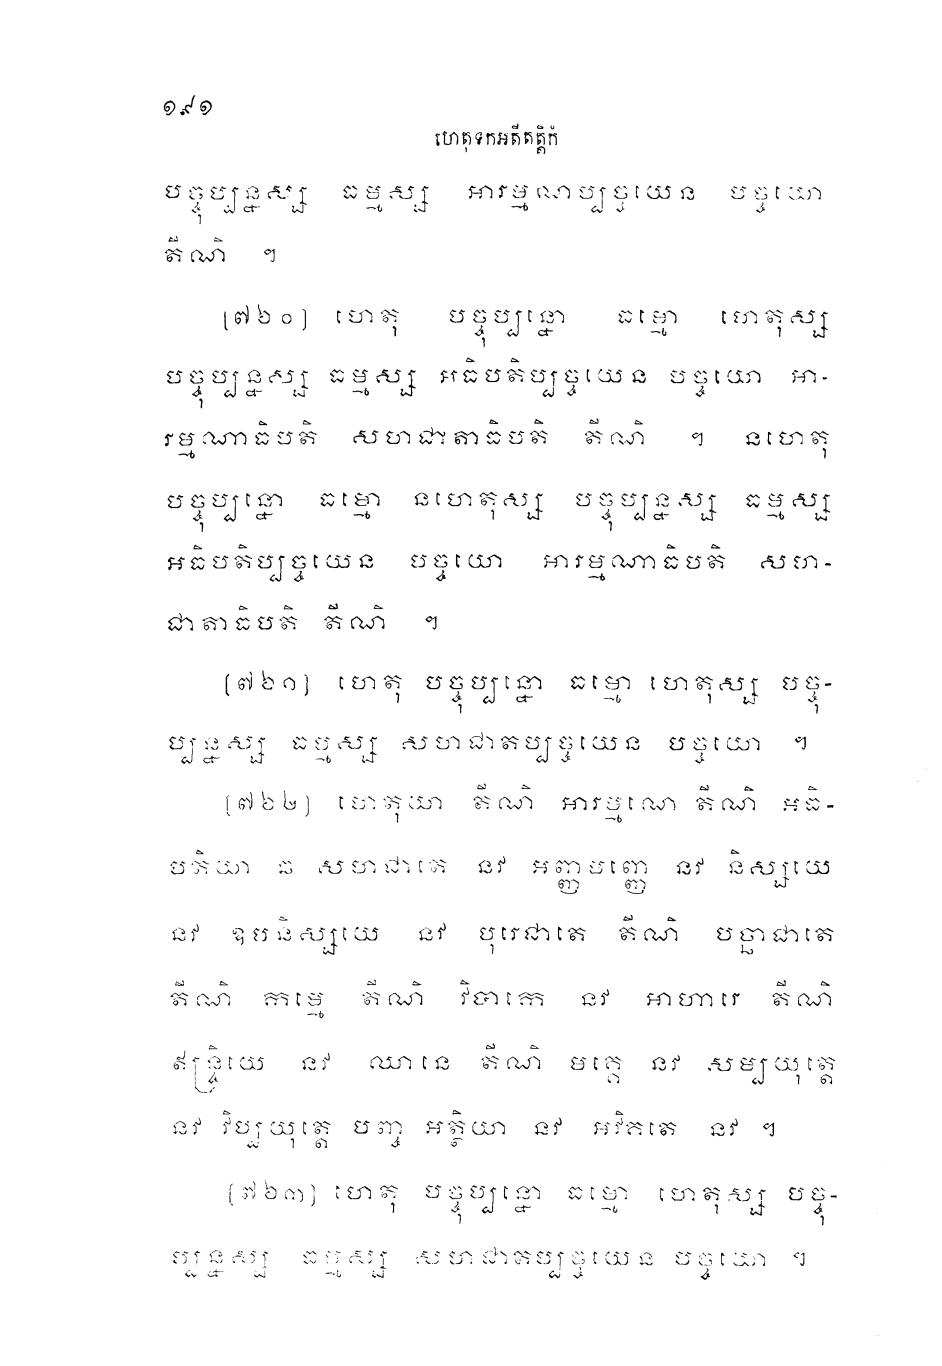 ១៩១
ហេតុទុកអតីតត្តិកំ
បច្ចុប្បន្នស្ស ធម្មស្ស អារម្មណប្បច្ចយេន បច្ចយោ
តីណិ ។
[៧២០] ហេតុ បច្ចុប្បន្នោ ធម្មោ ហេតុស្ស
បច្ចុប្បន្នស្ស ធម្មស្ស អធិបតិប្បច្ចយេន បច្ចយោ អា-
រម្មណាធិបតិ សហជាតាធិបតិ តីណិ ។ នហេតុ
បច្ចុប្បន្នោ ធម្មោ នហេតុស្ស បច្ចុប្បន្នស្ស ធម្មស្ស
អធិបតិប្បច្ចយេន បច្ចយោ អារម្មណាធិបតិ សហ-
ជាតាធិបតិ តីណិ ។
[៧២១] ហេតុ បច្ចុប្បន្នោ ធម្មោ ហេតុស្ស បច្ចុ-
ប្បន្នស្ស ធម្មស្ស សហជាតប្បច្ចយេន បច្ចយោ ។
[៧២២] ហេតុយា តីណិ អារម្មណេ តីណិ អធិ-
បតិយា ឆ សហជាតេ នវ អញ្ញមញ្ញេ នវ និស្សយេ
នវ ឧបនិស្សយេ នវ បុរេជាតេ តីណិ បច្ឆាជាតេ
តីណិ កម្មេ តីណិ វិបាកេ នវ អាហារេ តីណិ
ឥន្ទ្រិយេ នវ ឈានេ តីណិ មគ្គេ នវ សម្បយុត្តេ
នវ វិប្បយុត្តេ បញ្ច អត្ថិយា នវ អវិគតេ នវ ។
[៧២៣] ហេតុ បច្ចុប្បន្នោ ធម្មោ ហេតុស្ស បច្ចុ-
ប្បន្នស្ស ធម្មស្ស សហជាតប្បច្ចយេន បច្ចយោ ។